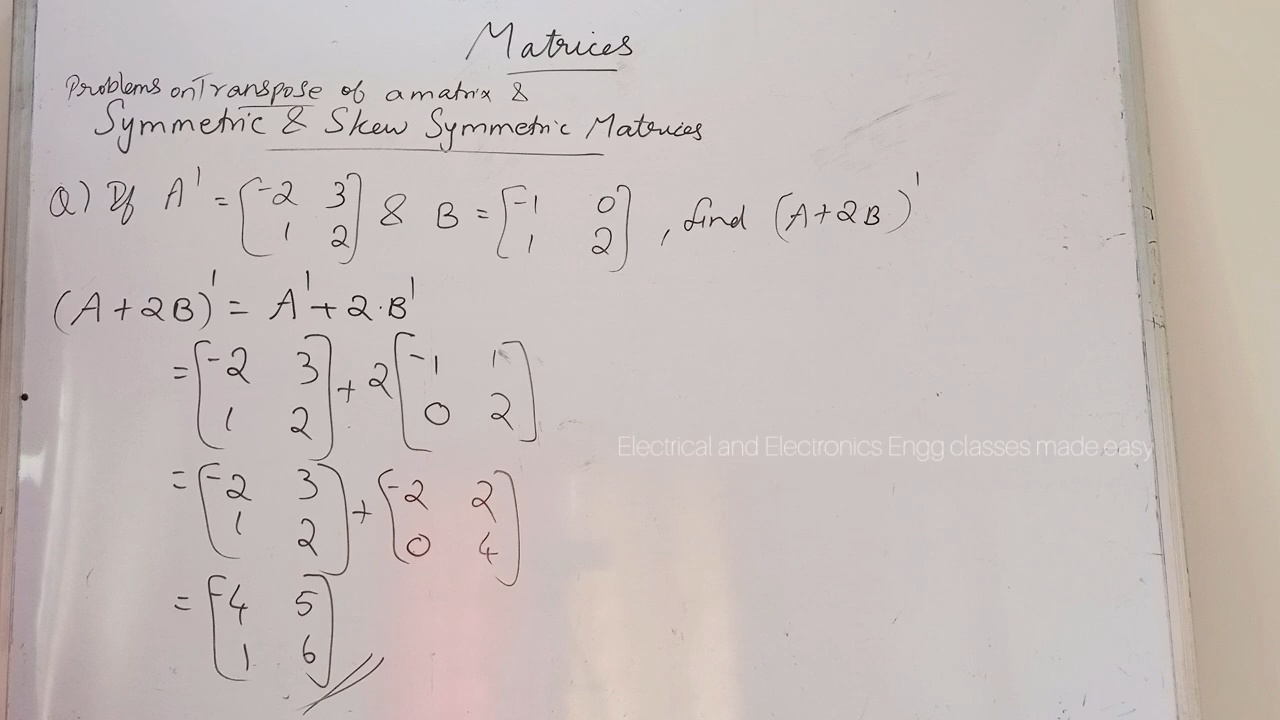 Matrices
Problems on Transpose of a matrix &
Symmetric & Skew Symmetric Matrices
Q) If A' = [-2 3 & B = [-1 0] , find (A+2B)'
1 2] 1 2]
(A+2B)' = A' + 2·B'
= [-2 3] + 2 [-1 1]
1 2 0 2
Electrical and Electronics Engg classes made easy
= [-2 3] + [-2 2]
1 2 0 4
= [-4 5]
1 6